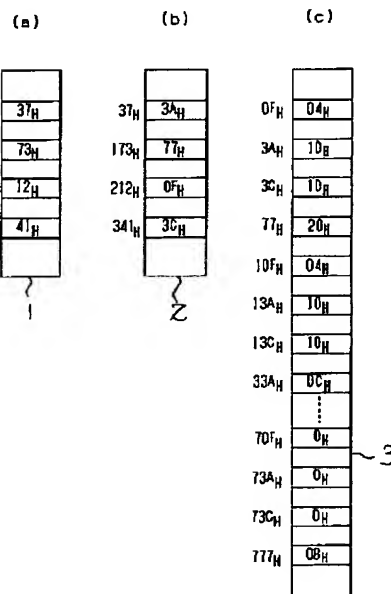 (a)
37H
73H
12H
41H
1
(b)
37H 3AH
173H 77H
212H 0FH
341H 3CH
2
(c)
0FH 04H
3AH 10H
3CH 10H
77H 20H
10FH 04H
13AH 10H
13CH 10H
33AH 0CH
70FH 0H
73AH 0H
73CH 0H
777H 08H
3